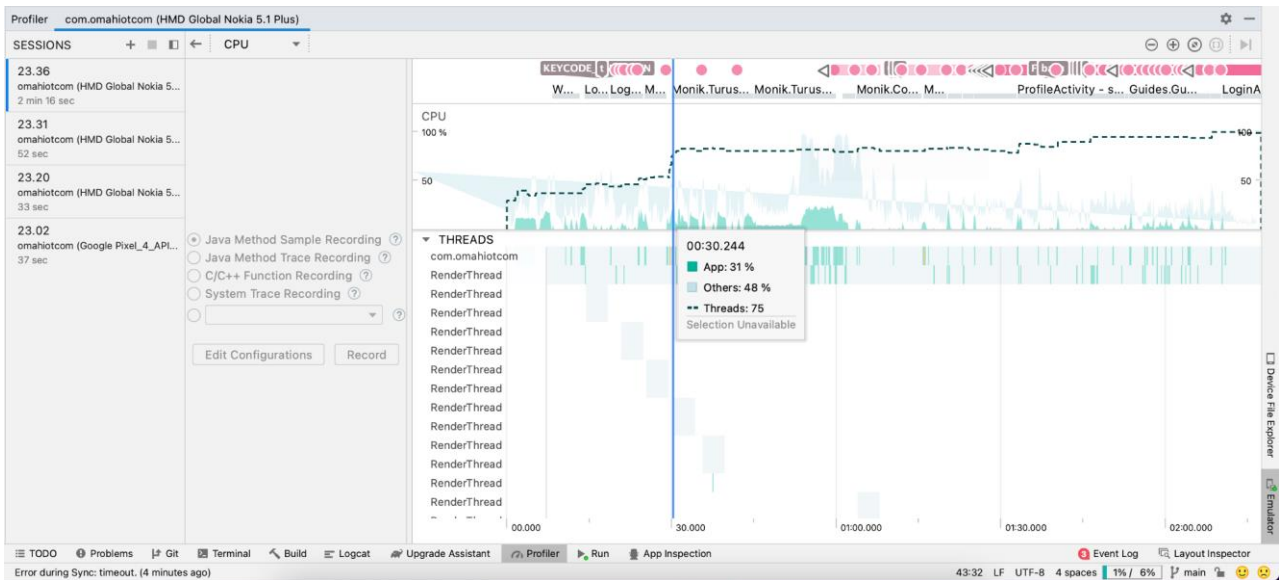 Profiler com.omahiotcom (HMD Global Nokia 5.1 Plus)
SESSIONS
CPU
23.36
omahiotcom (HMD Global Nokia 5...
2 min 16 sec
23.31
omahiotcom (HMD Global Nokia 5...
52 sec
23.20
omahiotcom (HMD Global Nokia 5...
33 sec
23.02
omahiotcom (Google Pixel_4_API...
37 sec
Java Method Sample Recording ?
Java Method Trace Recording ?
C/C++ Function Recording ?
System Trace Recording ?
?
Edit Configurations Record
KEYCODE_
W... Lo... Log... M... Monik.Turus... Monik.Turus... Monik.Co... M... ProfileActivity - s... Guides.Gu... LoginA
CPU
100 % 100
50 50
THREADS
com.omahiotcom
RenderThread
RenderThread
RenderThread
RenderThread
RenderThread
RenderThread
RenderThread
RenderThread
RenderThread
RenderThread
RenderThread
RenderThread
RenderThread
00:30.244
App: 31 %
Others: 48 %
Threads: 75
Selection Unavailable
00.000 30.000 01:00.000 01:30.000 02:00.000
Device File Explorer
Emulator
TODO Problems Git Terminal Build Logcat Upgrade Assistant Profiler Run App Inspection 3 Event Log Layout Inspector
Error during Sync: timeout. (4 minutes ago) 43:32 LF UTF-8 4 spaces 1% / 6% main